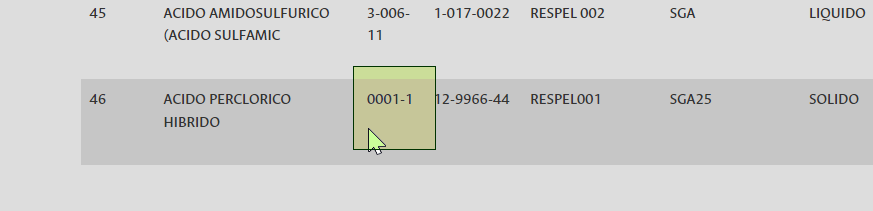 45 ACIDO AMIDOSULFURICO 3-006- 1-017-0022 RESPEL 002 SGA LIQUIDO
(ACIDO SULFAMIC 11
46 ACIDO PERCLORICO 0001-1 12-9966-44 RESPEL001 SGA25 SOLIDO
HIBRIDO